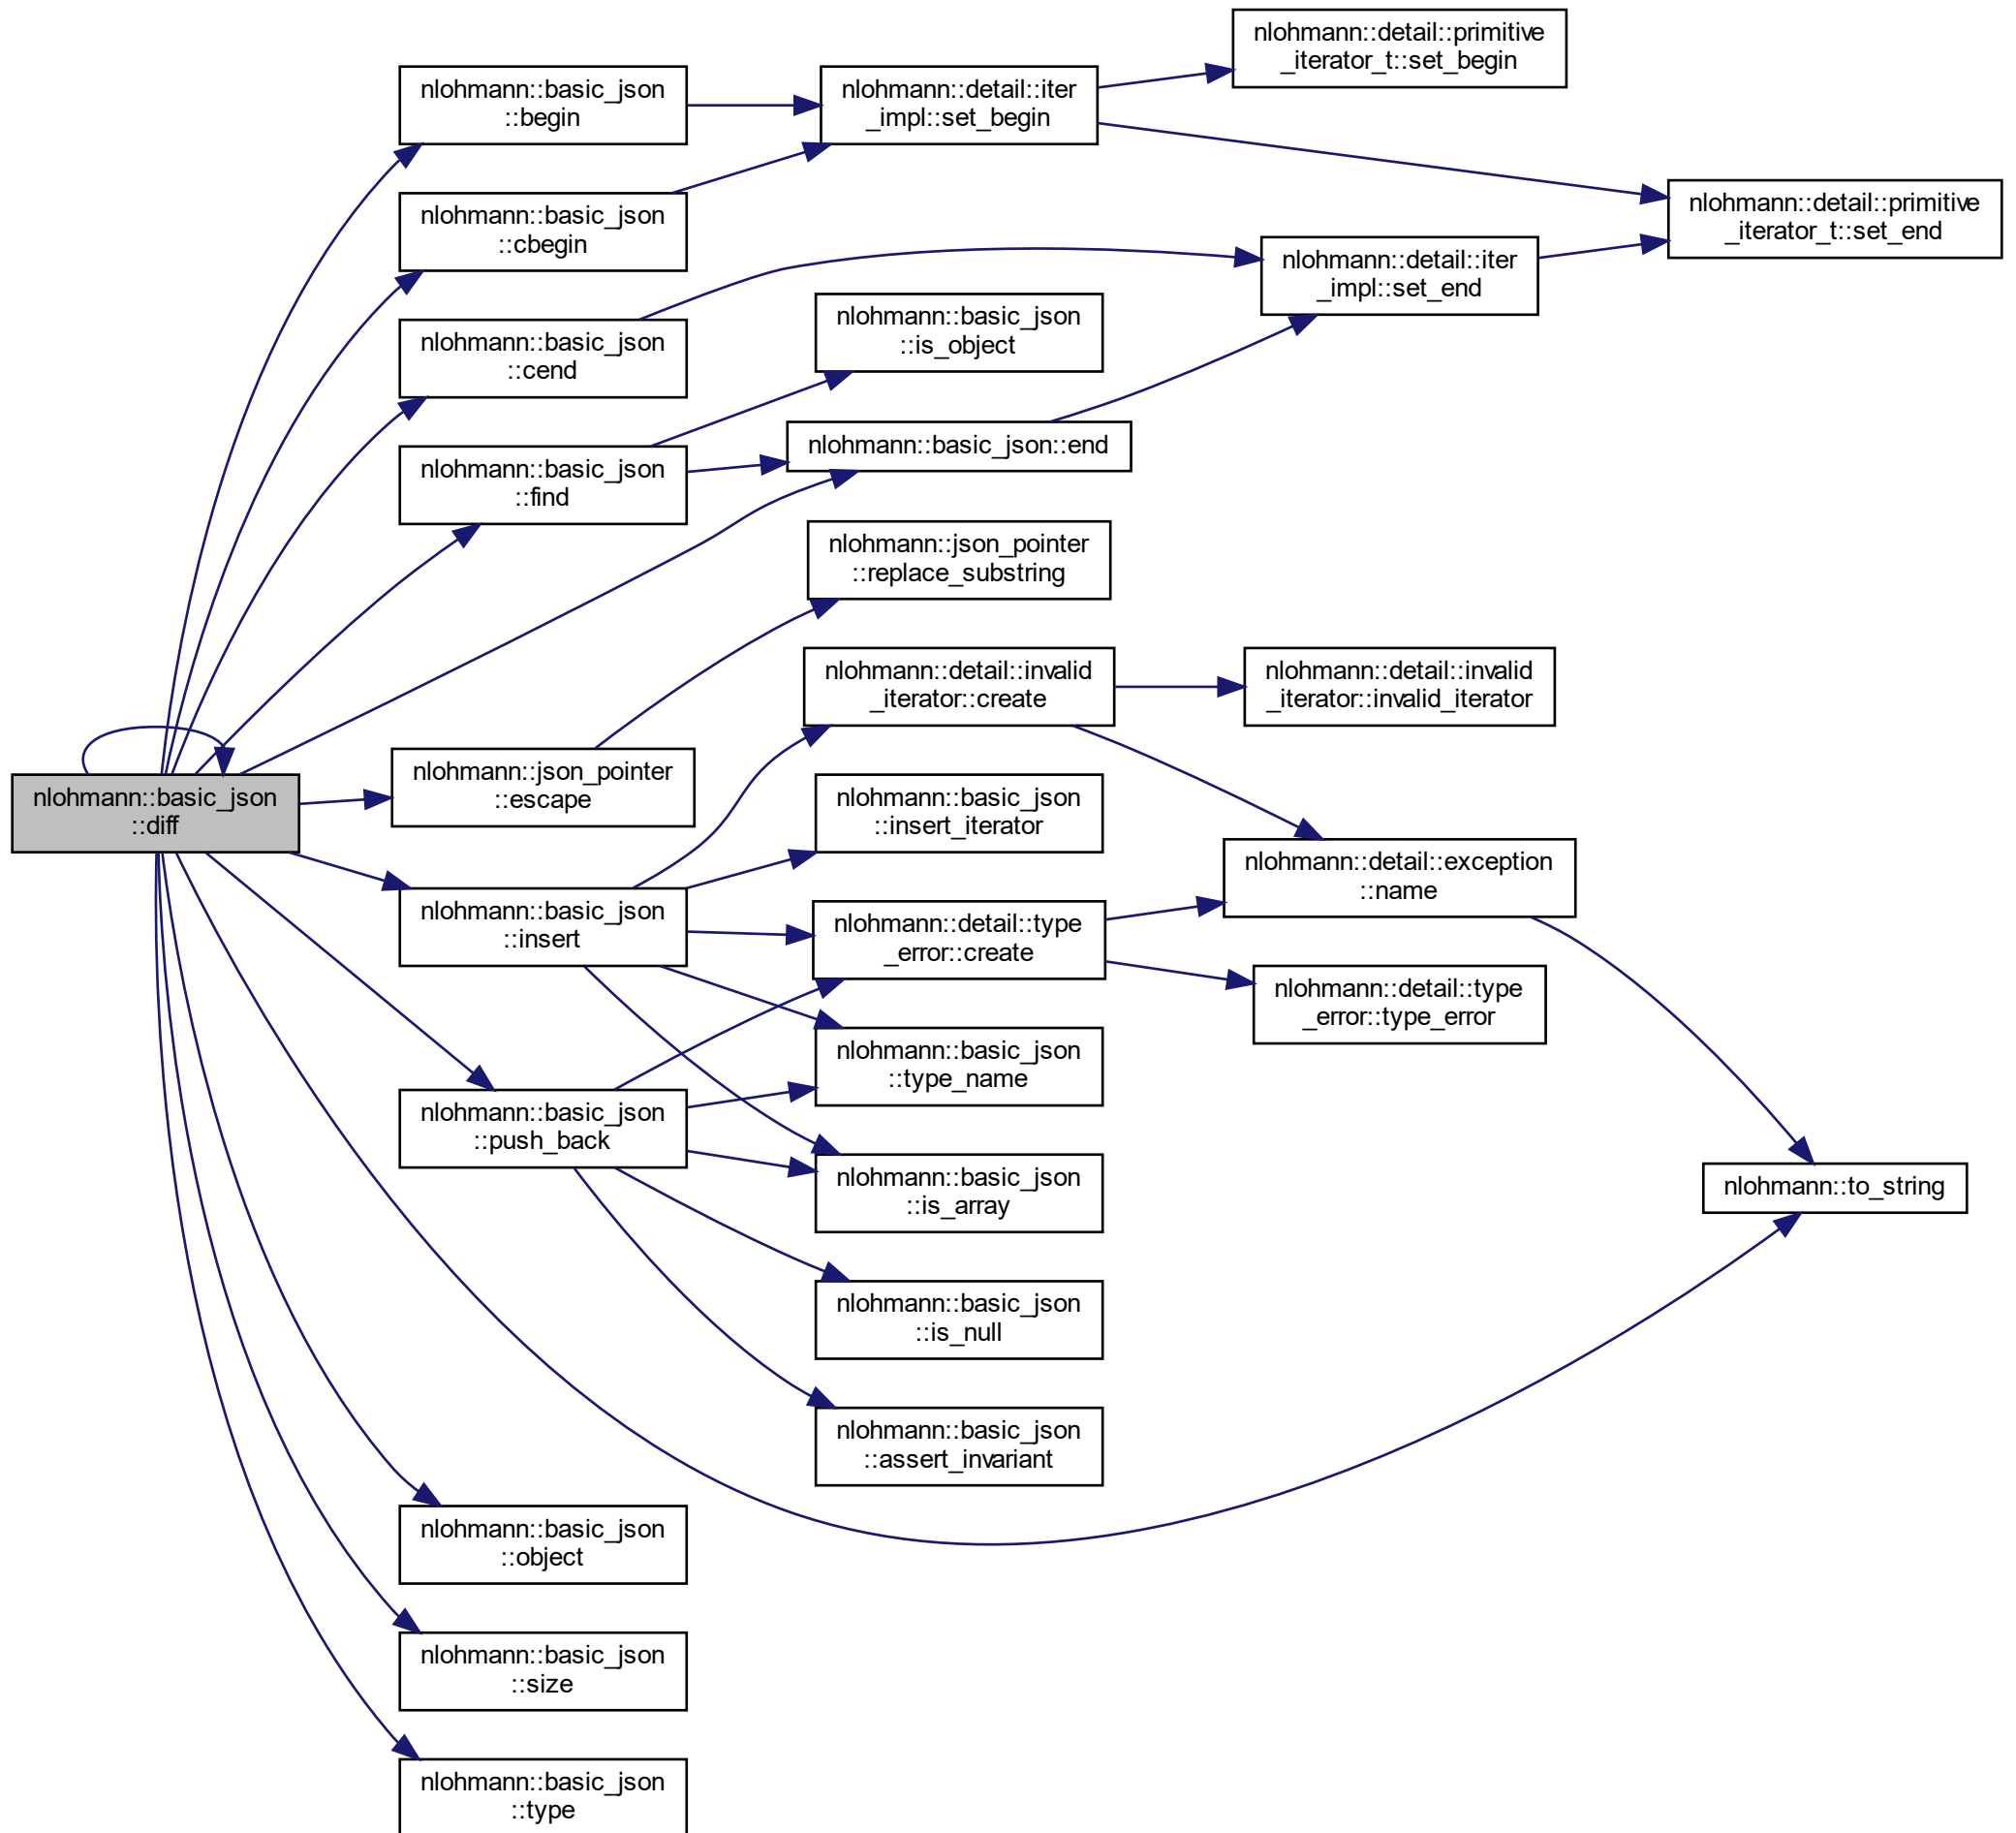 nlohmann::detail::primitive
_iterator_t::set_begin
nlohmann::basic_json
::begin
nlohmann::detail::iter
_impl::set_begin
nlohmann::basic_json
::cbegin
nlohmann::detail::primitive
_iterator_t::set_end
nlohmann::detail::iter
_impl::set_end
nlohmann::basic_json
::cend
nlohmann::basic_json
::is_object
nlohmann::basic_json::end
nlohmann::basic_json
::find
nlohmann::json_pointer
::replace_substring
nlohmann::detail::invalid
_iterator::create
nlohmann::detail::invalid
_iterator::invalid_iterator
nlohmann::json_pointer
::escape
nlohmann::basic_json
::diff
nlohmann::basic_json
::insert_iterator
nlohmann::detail::exception
::name
nlohmann::basic_json
::insert
nlohmann::detail::type
_error::create
nlohmann::detail::type
_error::type_error
nlohmann::basic_json
::type_name
nlohmann::basic_json
::push_back
nlohmann::basic_json
::is_array
nlohmann::to_string
nlohmann::basic_json
::is_null
nlohmann::basic_json
::assert_invariant
nlohmann::basic_json
::object
nlohmann::basic_json
::size
nlohmann::basic_json
::type